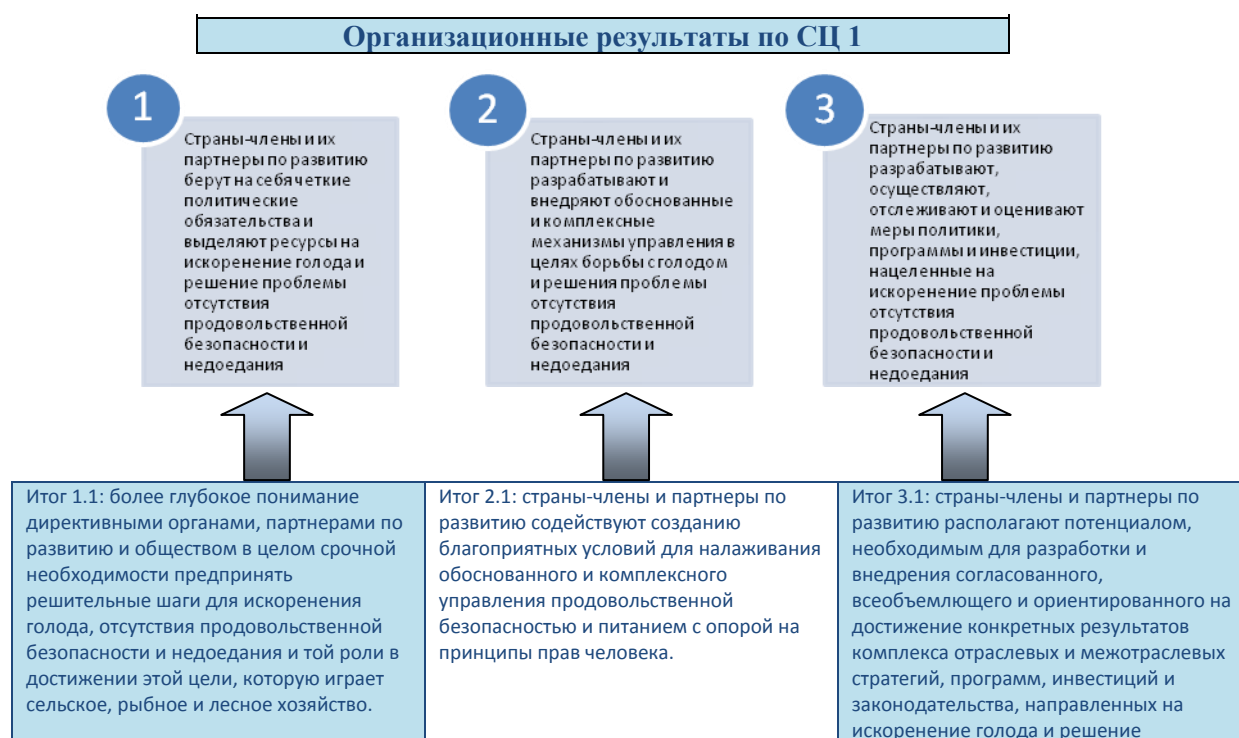 Организационные результаты по СЦ 1
1
Страны-члены и их
партнеры по развитию
берут на себя четкие
политические
обязательства и
выделяют ресурсы на
искоренение голода и
решение проблемы
отсутствия
продовольственной
безопасности и
недоедания
2
Страны-члены и их
партнеры по развитию
разрабатывают и
внедряют обоснованные
и комплексные
механизмы управления в
целях борьбы с голодом
и решения проблемы
отсутствия
продовольственной
безопасности и
недоедания
3
Страны-члены и их
партнеры по развитию
разрабатывают,
осуществляют,
отслеживают и оценивают
меры политики,
программы и инвестиции,
нацеленные на
искоренение проблемы
отсутствия
продовольственной
безопасности и
недоедания
Итог 1.1: более глубокое понимание
директивными органами, партнерами по
развитию и обществом в целом срочной
необходимости предпринять
решительные шаги для искоренения
голода, отсутствия продовольственной
безопасности и недоедания и той роли в
достижении этой цели, которую играет
сельское, рыбное и лесное хозяйство.
Итог 2.1: страны-члены и партнеры по
развитию содействуют созданию
благоприятных условий для налаживания
обоснованного и комплексного
управления продовольственной
безопасностью и питанием с опорой на
принципы прав человека.
Итог 3.1: страны-члены и партнеры по
развитию располагают потенциалом,
необходимым для разработки и
внедрения согласованного,
всеобъемлющего и ориентированного на
достижение конкретных результатов
комплекса отраслевых и межотраслевых
стратегий, программ, инвестиций и
законодательства, направленных на
искоренение голода и решение